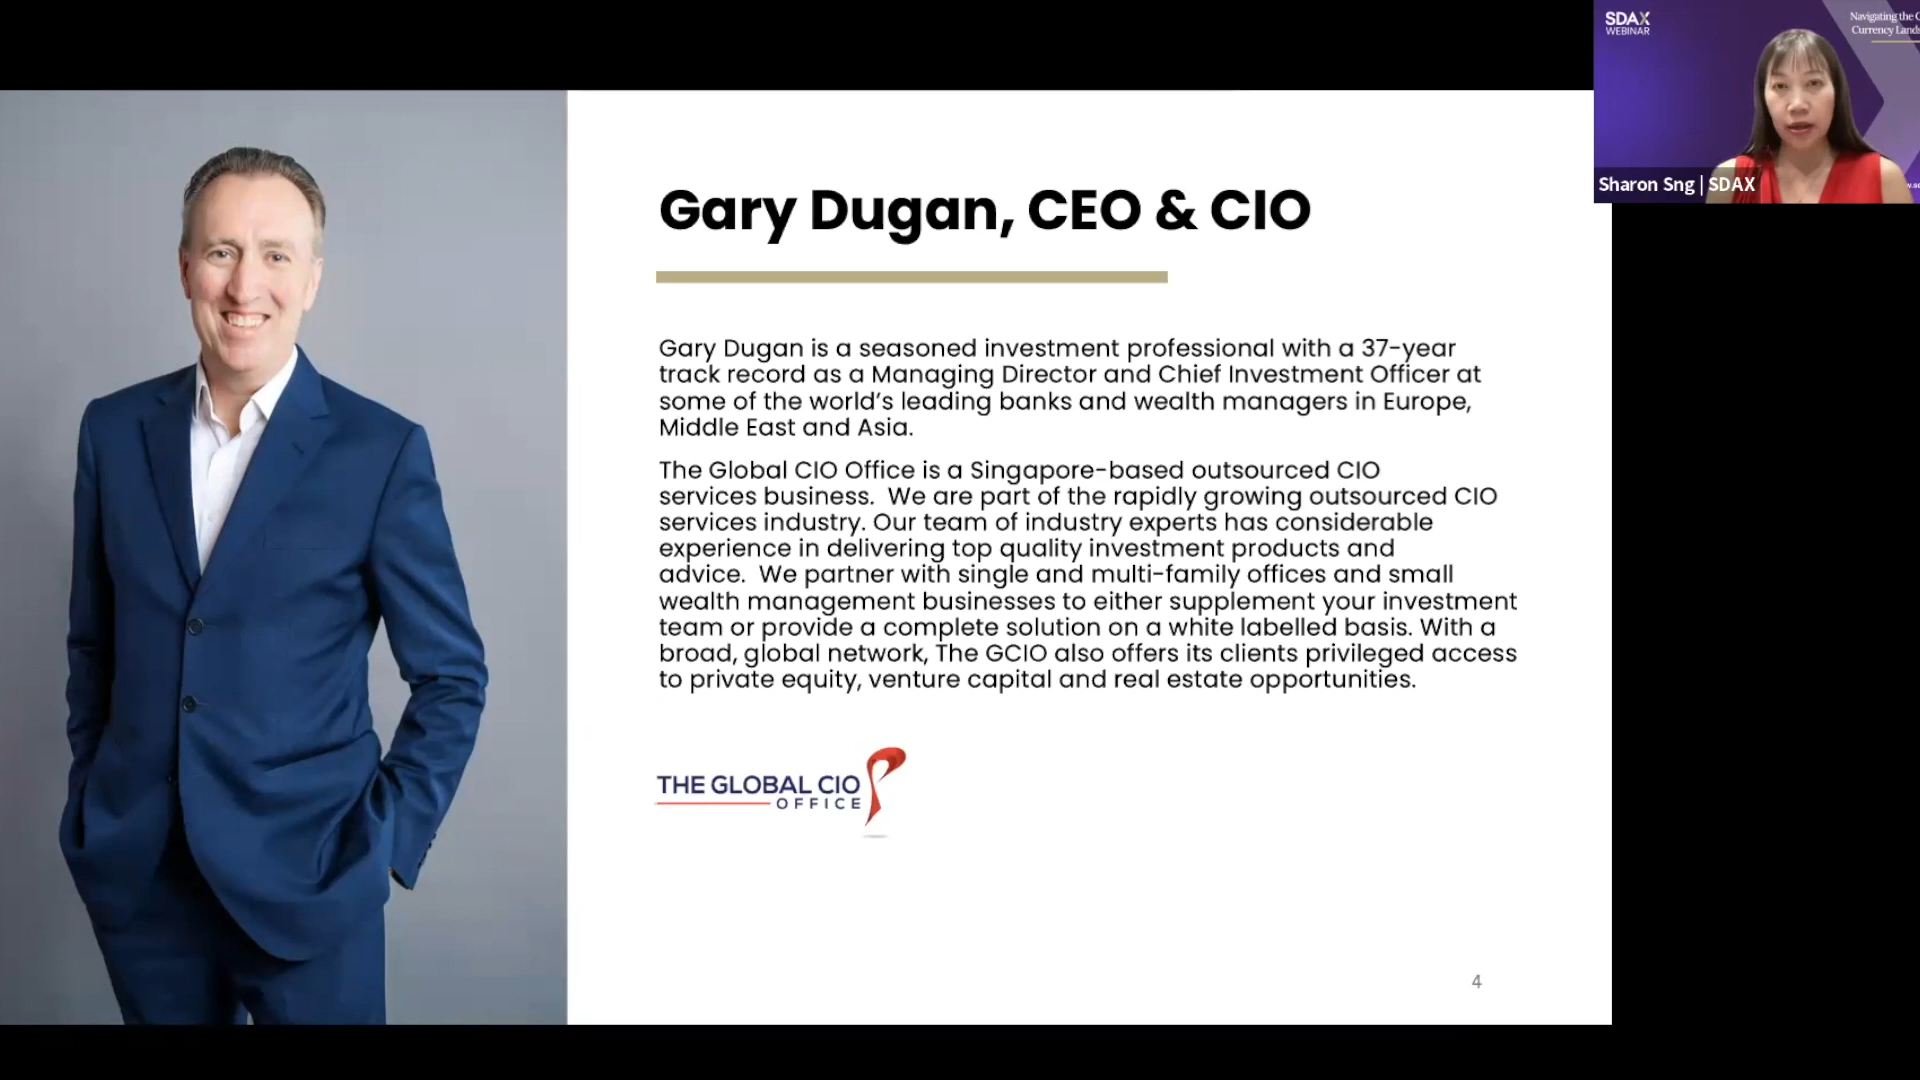 Gary Dugan, CEO & CIO
Gary Dugan is a seasoned investment professional with a 37-year
track record as a Managing Director and Chief Investment Officer at
some of the world's leading banks and wealth managers in Europe,
Middle East and Asia.
The Global CIO Office is a Singapore-based outsourced CIO
services business.  We are part of the rapidly growing outsourced CIO
services industry. Our team of industry experts has considerable
experience in delivering top quality investment products and
advice.  We partner with single and multi-family offices and small
wealth management businesses to either supplement your investment
team or provide a complete solution on a white labelled basis. With a
broad, global network, The GCIO also offers its clients privileged access
to private equity, venture capital and real estate opportunities.
THE GLOBAL CIO
OFFICE
4
SDAX
WEBINAR
Navigating the
Currency
Sharon Sng | SDAX